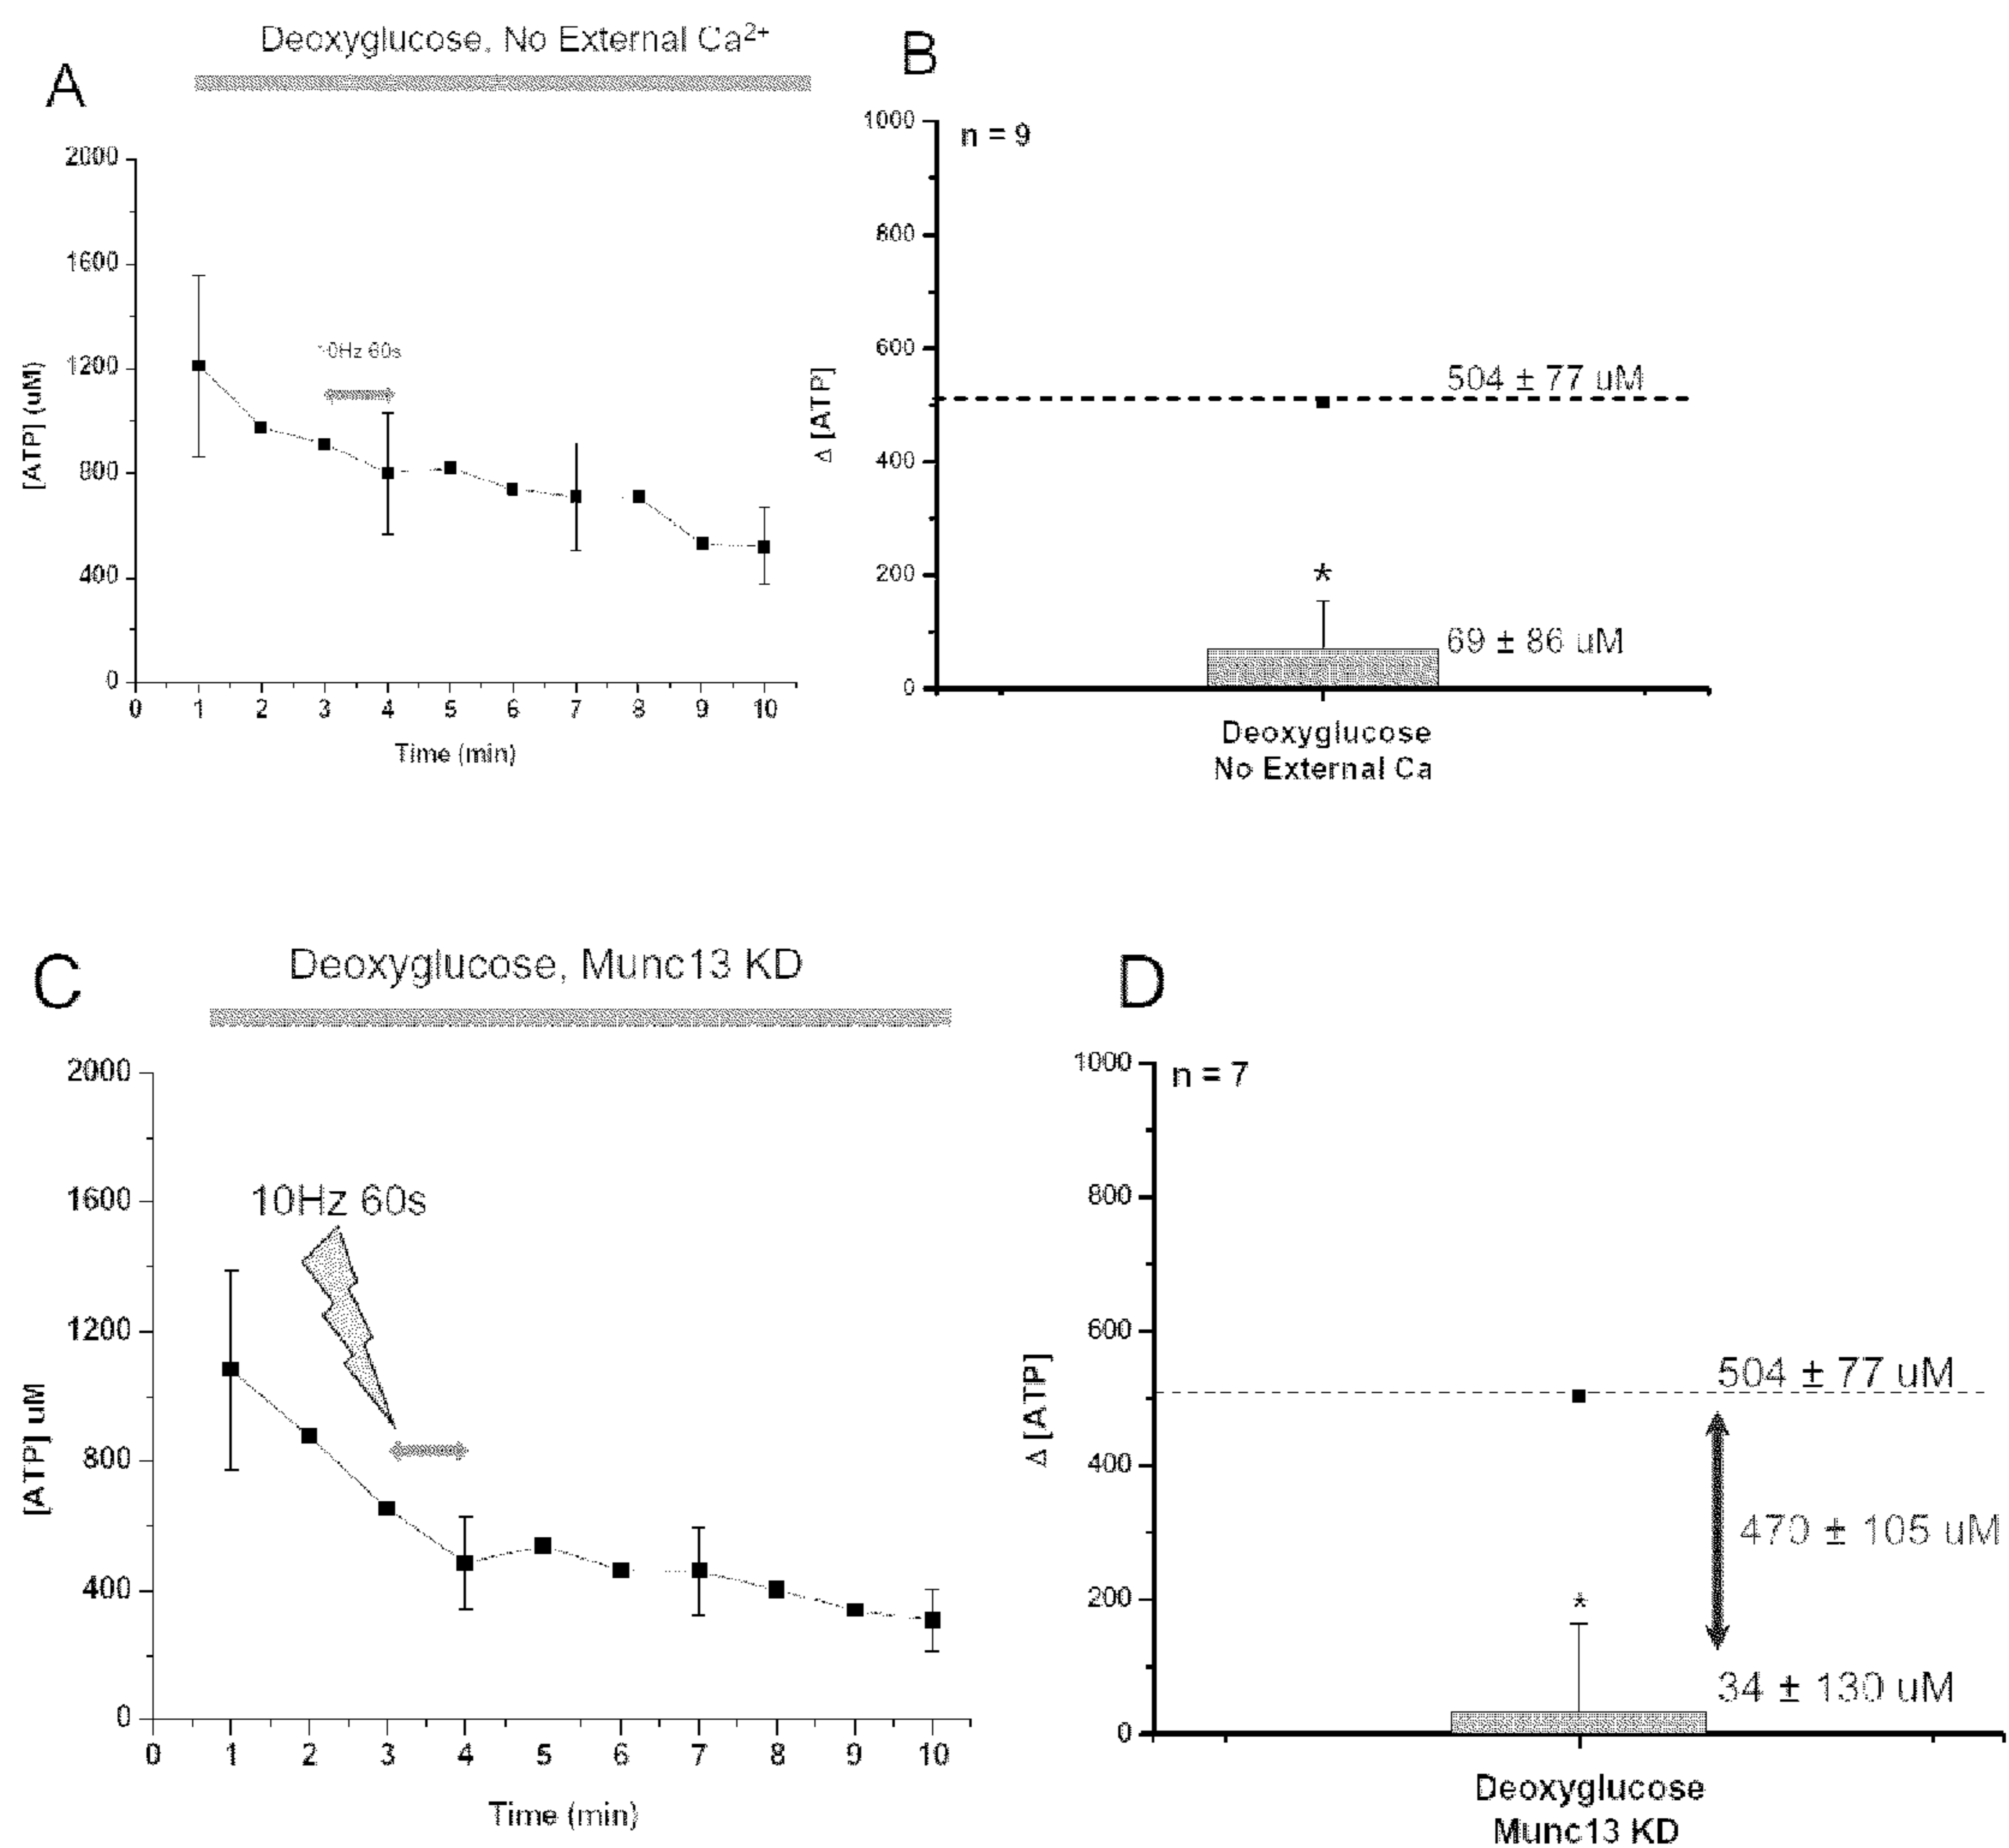 A
Deoxyglucose, No External Ca²⁺
[ATP] (uM)
2000
1600
1200
800
400
0
10Hz 60s
0 1 2 3 4 5 6 7 8 9 10
Time (min)
B
n = 9
Δ [ATP]
1000
800
600
400
200
0
504 ± 77 uM
*
69 ± 86 uM
Deoxyglucose
No External Ca
C
Deoxyglucose, Munc13 KD
[ATP] uM
2000
1600
1200
800
400
0
10Hz 60s
0 1 2 3 4 5 6 7 8 9 10
Time (min)
D
n = 7
Δ [ATP]
1000
800
600
400
200
0
504 ± 77 uM
470 ± 105 uM
*
34 ± 130 uM
Deoxyglucose
Munc13 KD